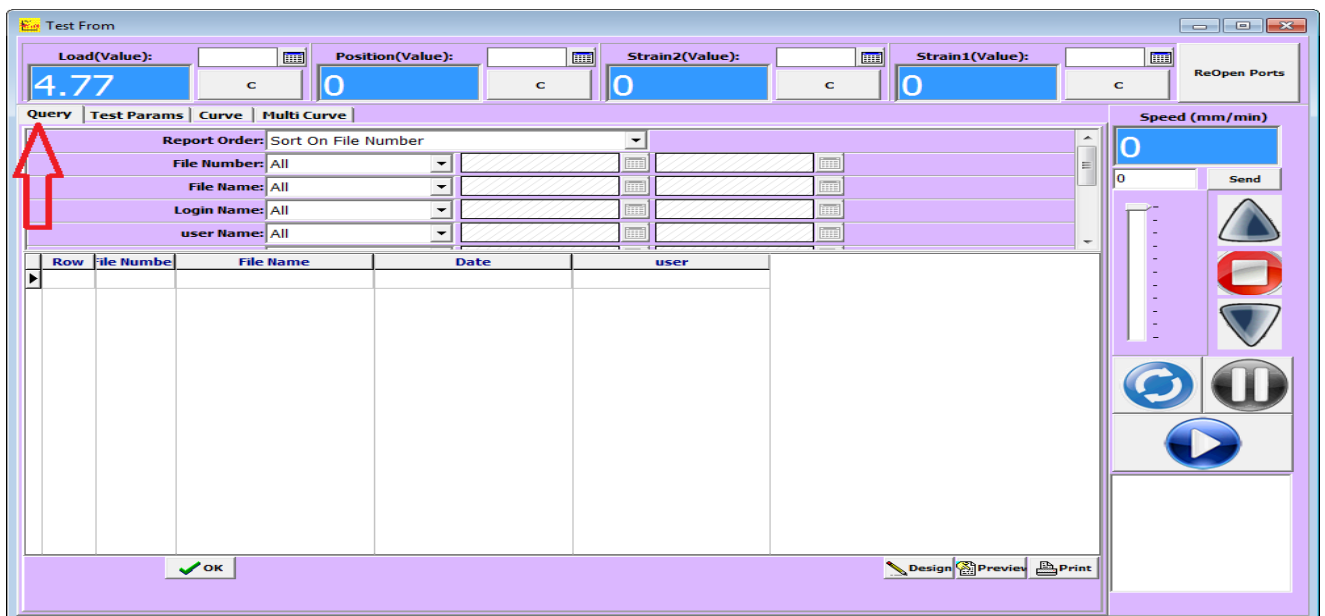 Test From
Load(Value):
Position(Value):
Strain2(Value):
Strain1(Value):
ReOpen Ports
4.77
C
0
C
0
C
0
C
Query Test Params Curve Multi Curve
Speed (mm/min)
Report Order: Sort On File Number
0
File Number: All
0 Send
File Name: All
Login Name: All
user Name: All
Row File Numbe File Name Date user
OK
Design Preview Print